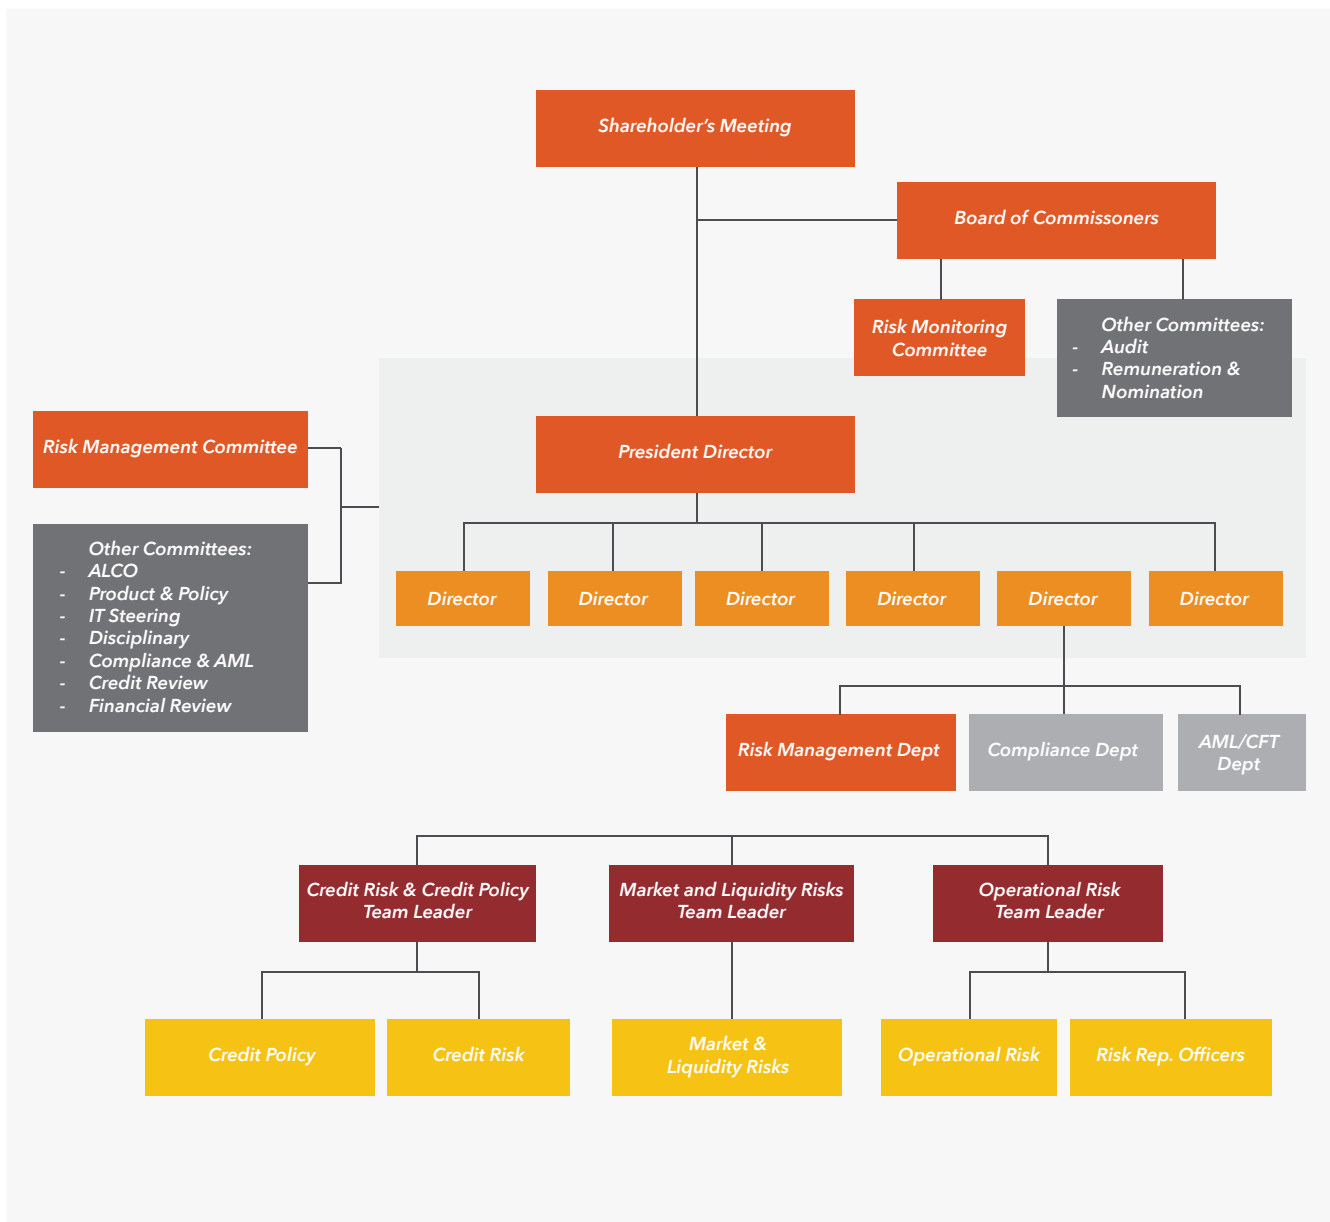 Shareholder's Meeting
Board of Commissoners
Risk Monitoring
Committee
Other Committees:
- Audit
- Remuneration &
Nomination
Risk Management Committee
President Director
Other Committees:
- ALCO
- Product & Policy
- IT Steering
- Disciplinary
- Compliance & AML
- Credit Review
- Financial Review
Director
Director
Director
Director
Director
Director
Risk Management Dept
Compliance Dept
AML/CFT
Dept
Credit Risk & Credit Policy
Team Leader
Market and Liquidity Risks
Team Leader
Operational Risk
Team Leader
Credit Policy
Credit Risk
Market &
Liquidity Risks
Operational Risk
Risk Rep. Officers